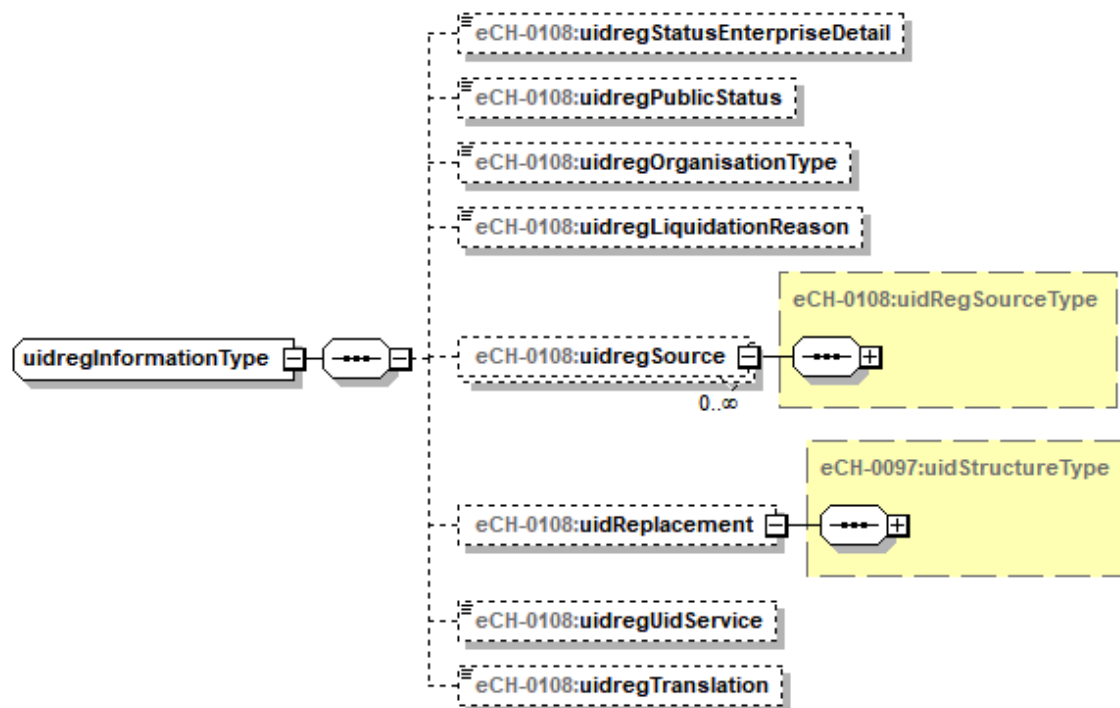 eCH-0108:uidregStatusEnterpriseDetail
eCH-0108:uidregPublicStatus
eCH-0108:uidregOrganisationType
eCH-0108:uidregLiquidationReason
eCH-0108:uidRegSourceType
uidregInformationType
eCH-0108:uidregSource
0..∞
eCH-0097:uidStructureType
eCH-0108:uidReplacement
eCH-0108:uidregUidService
eCH-0108:uidregTranslation